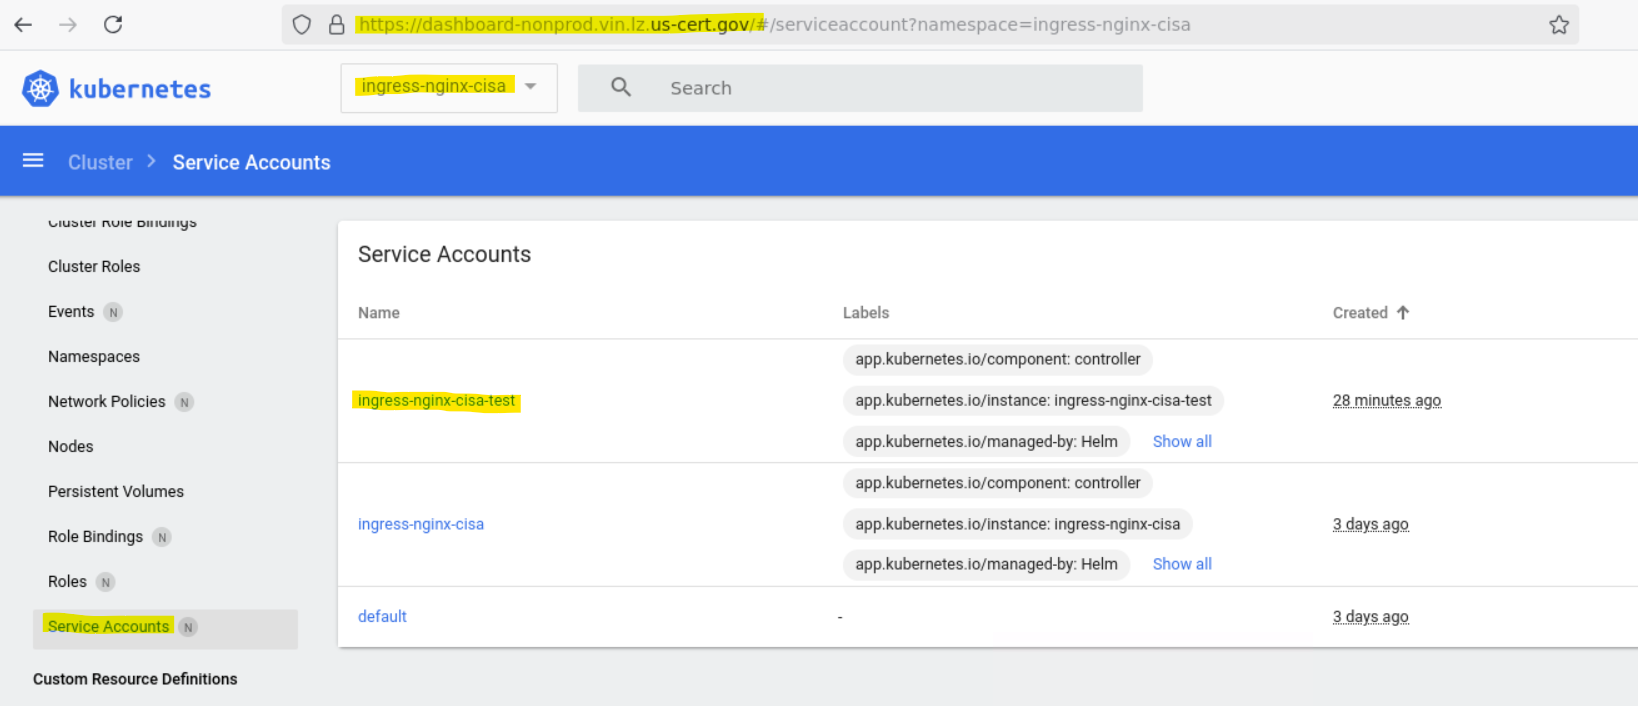 https://dashboard-nonprod.vin.lz.us-cert.gov/#/serviceaccount?namespace=ingress-nginx-cisa
kubernetes
ingress-nginx-cisa
Search
Cluster > Service Accounts
Cluster Role Bindings
Cluster Roles
Events N
Namespaces
Network Policies N
Nodes
Persistent Volumes
Role Bindings N
Roles N
Service Accounts N
Custom Resource Definitions
Service Accounts
Name Labels Created
app.kubernetes.io/component: controller
ingress-nginx-cisa-test app.kubernetes.io/instance: ingress-nginx-cisa-test 28 minutes ago
app.kubernetes.io/managed-by: Helm Show all
app.kubernetes.io/component: controller
ingress-nginx-cisa app.kubernetes.io/instance: ingress-nginx-cisa 3 days ago
app.kubernetes.io/managed-by: Helm Show all
default - 3 days ago